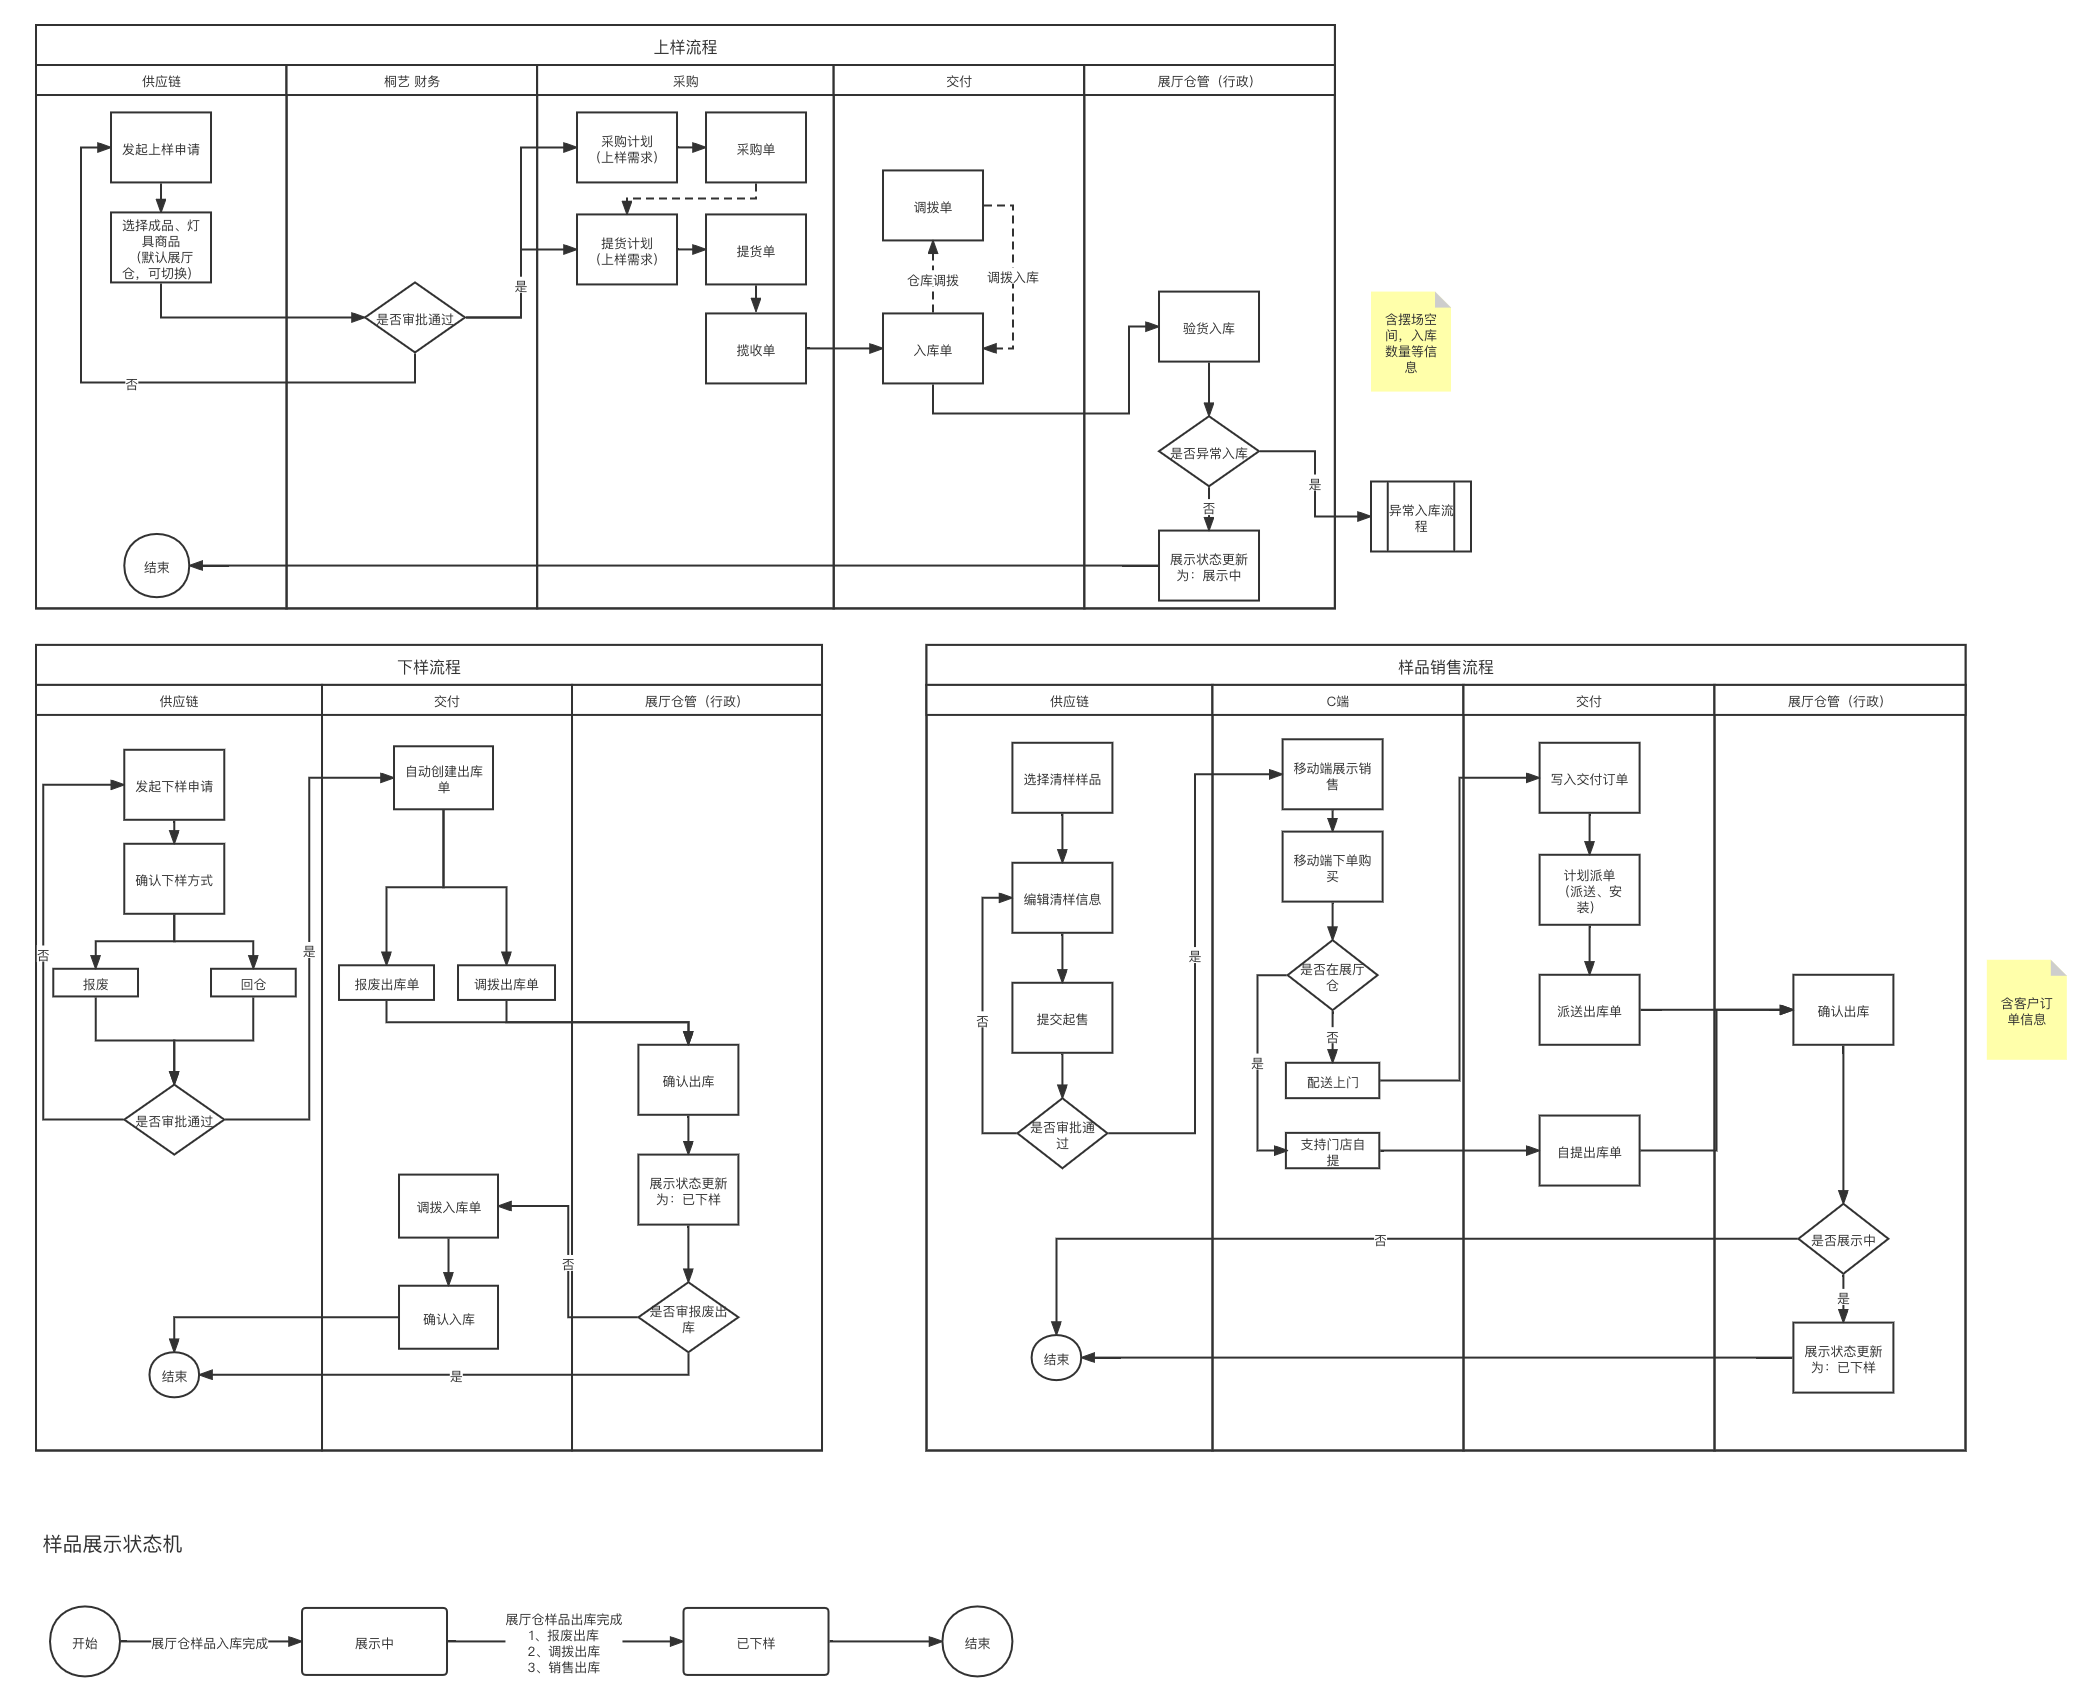 上样流程
供应链
桐艺 财务
采购
交付
展厅仓管（行政）
发起上样申请
选择成品、灯
具商品
（默认展厅
仓，可切换）
是否审批通过
是
否
采购计划
（上样需求）
采购单
提货计划
（上样需求）
提货单
揽收单
调拨单
仓库调拨
调拨入库
入库单
验货入库
是否异常入库
是
否
展示状态更新
为：展示中
结束
含摆场空
间，入库
数量等信
息
异常入库流
程
下样流程
供应链
交付
展厅仓管（行政）
发起下样申请
确认下样方式
报废
回仓
是否审批通过
否
是
自动创建出库
单
报废出库单
调拨出库单
确认出库
展示状态更新
为：已下样
是否审报废出
库
否
是
调拨入库单
确认入库
结束
样品销售流程
供应链
C端
交付
展厅仓管（行政）
选择清样样品
编辑清样信息
提交起售
是否审批通
过
否
是
移动端展示销
售
移动端下单购
买
是否在展厅
仓
否
是
配送上门
支持门店自
提
写入交付订单
计划派单
（派送、安
装）
派送出库单
自提出库单
确认出库
是否展示中
否
是
展示状态更新
为：已下样
结束
含客户订
单信息
样品展示状态机
开始
展厅仓样品入库完成
展示中
展厅仓样品出库完成
1、报废出库
2、调拨出库
3、销售出库
已下样
结束